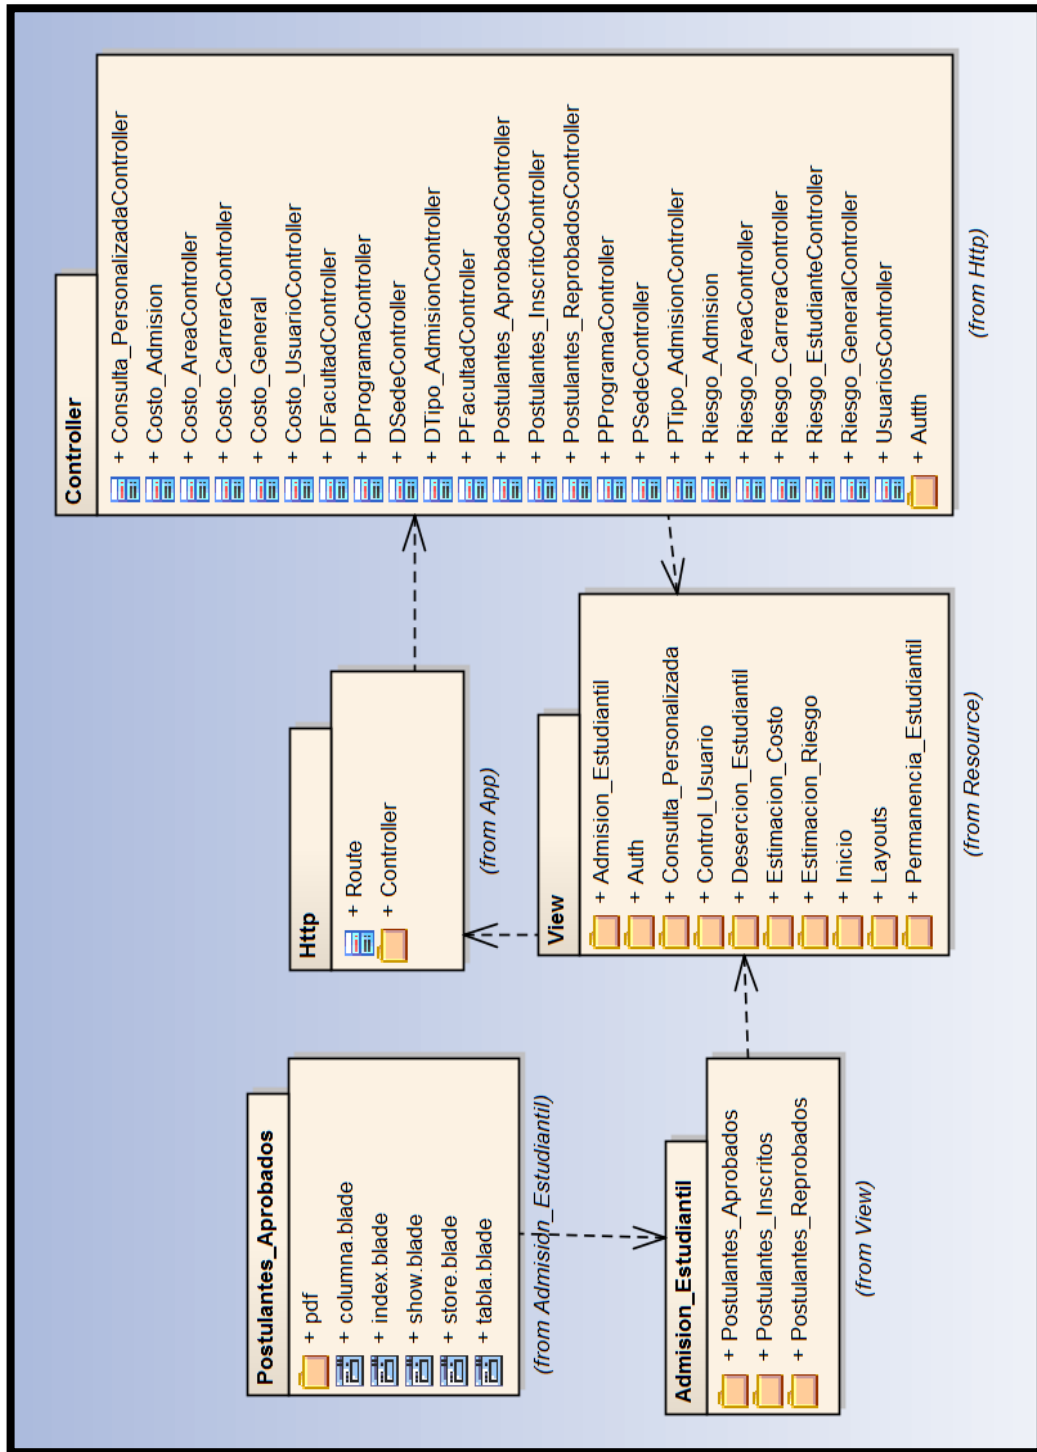 Postulantes_Aprobados
+ pdf
+ columna.blade
+ index.blade
+ show.blade
+ store.blade
+ tabla.blade
(from Admision_Estudiantil)
Admision_Estudiantil
+ Postulantes_Aprobados
+ Postulantes_Inscritos
+ Postulantes_Reprobados
(from View)
Http
+ Route
+ Controller
(from App)
View
+ Admision_Estudiantil
+ Auth
+ Consulta_Personalizada
+ Control_Usuario
+ Desercion_Estudiantil
+ Estimacion_Costo
+ Estimacion_Riesgo
+ Inicio
+ Layouts
+ Permanencia_Estudiantil
(from Resource)
Controller
+ Consulta_PersonalizadaController
+ Costo_Admision
+ Costo_AreaController
+ Costo_CarreraController
+ Costo_General
+ Costo_UsuarioController
+ DFacultadController
+ DProgramaController
+ DSedeController
+ DTipo_AdmisionController
+ PFacultadController
+ Postulantes_AprobadosController
+ Postulantes_InscritoController
+ Postulantes_ReprobadosController
+ PProgramaController
+ PSedeController
+ PTipo_AdmisionController
+ Riesgo_Admision
+ Riesgo_AreaController
+ Riesgo_CarreraController
+ Riesgo_EstudianteController
+ Riesgo_GeneralController
+ UsuariosController
+ Autth
(from Http)